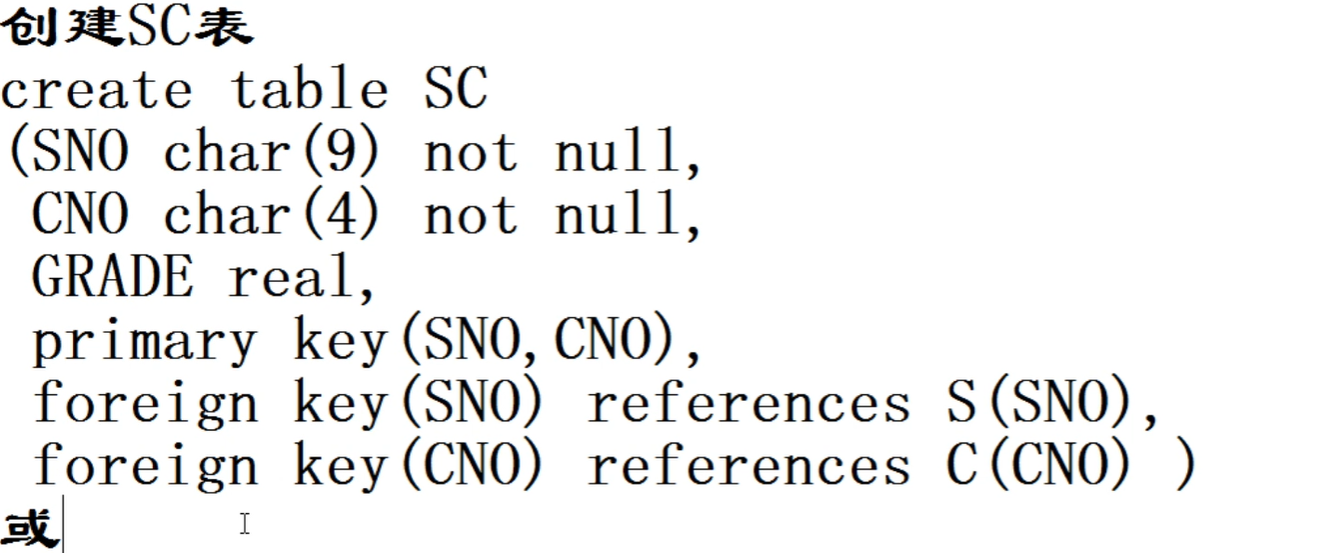 创建SC表
create table SC
(SNO char(9) not null,
CNO char(4) not null,
GRADE real,
primary key(SNO,CNO),
foreign key(SNO) references S(SNO),
foreign key(CNO) references C(CNO) )
或